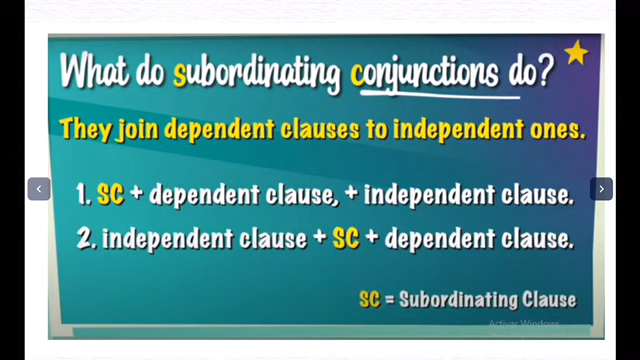 What do subordinating conjunctions do?
They join dependent clauses to independent ones.
1. SC + dependent clause, + independent clause.
2. independent clause + SC + dependent clause.
SC = Subordinating Clause
Activar Windows